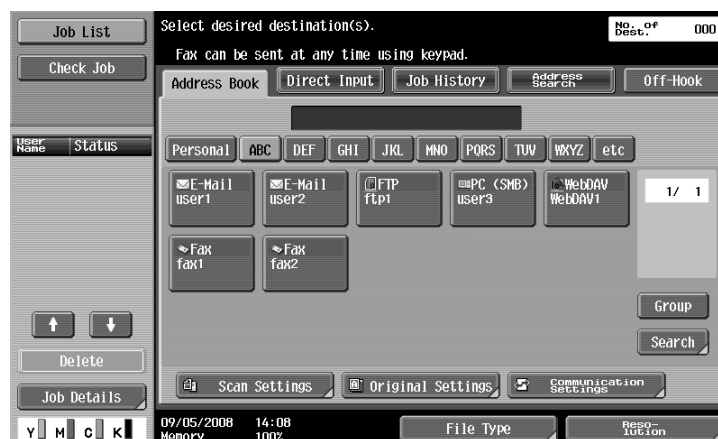 Job List
Check Job
User Name Status
Delete
Job Details
Y M C K
Select desired destination(s).
Fax can be sent at any time using keypad.
No. of Dest. 000
Address Book Direct Input Job History Address Search Off-Hook
Personal ABC DEF GHI JKL MNO PQRS TUV WXYZ etc
E-Mail user1
E-Mail user2
FTP ftp1
PC (SMB) user3
WebDAV WebDAV1
1/ 1
Fax fax1
Fax fax2
Group
Search
Scan Settings Original Settings Communication Settings
09/05/2008 14:08
Memory 100%
File Type
Reso-
lution